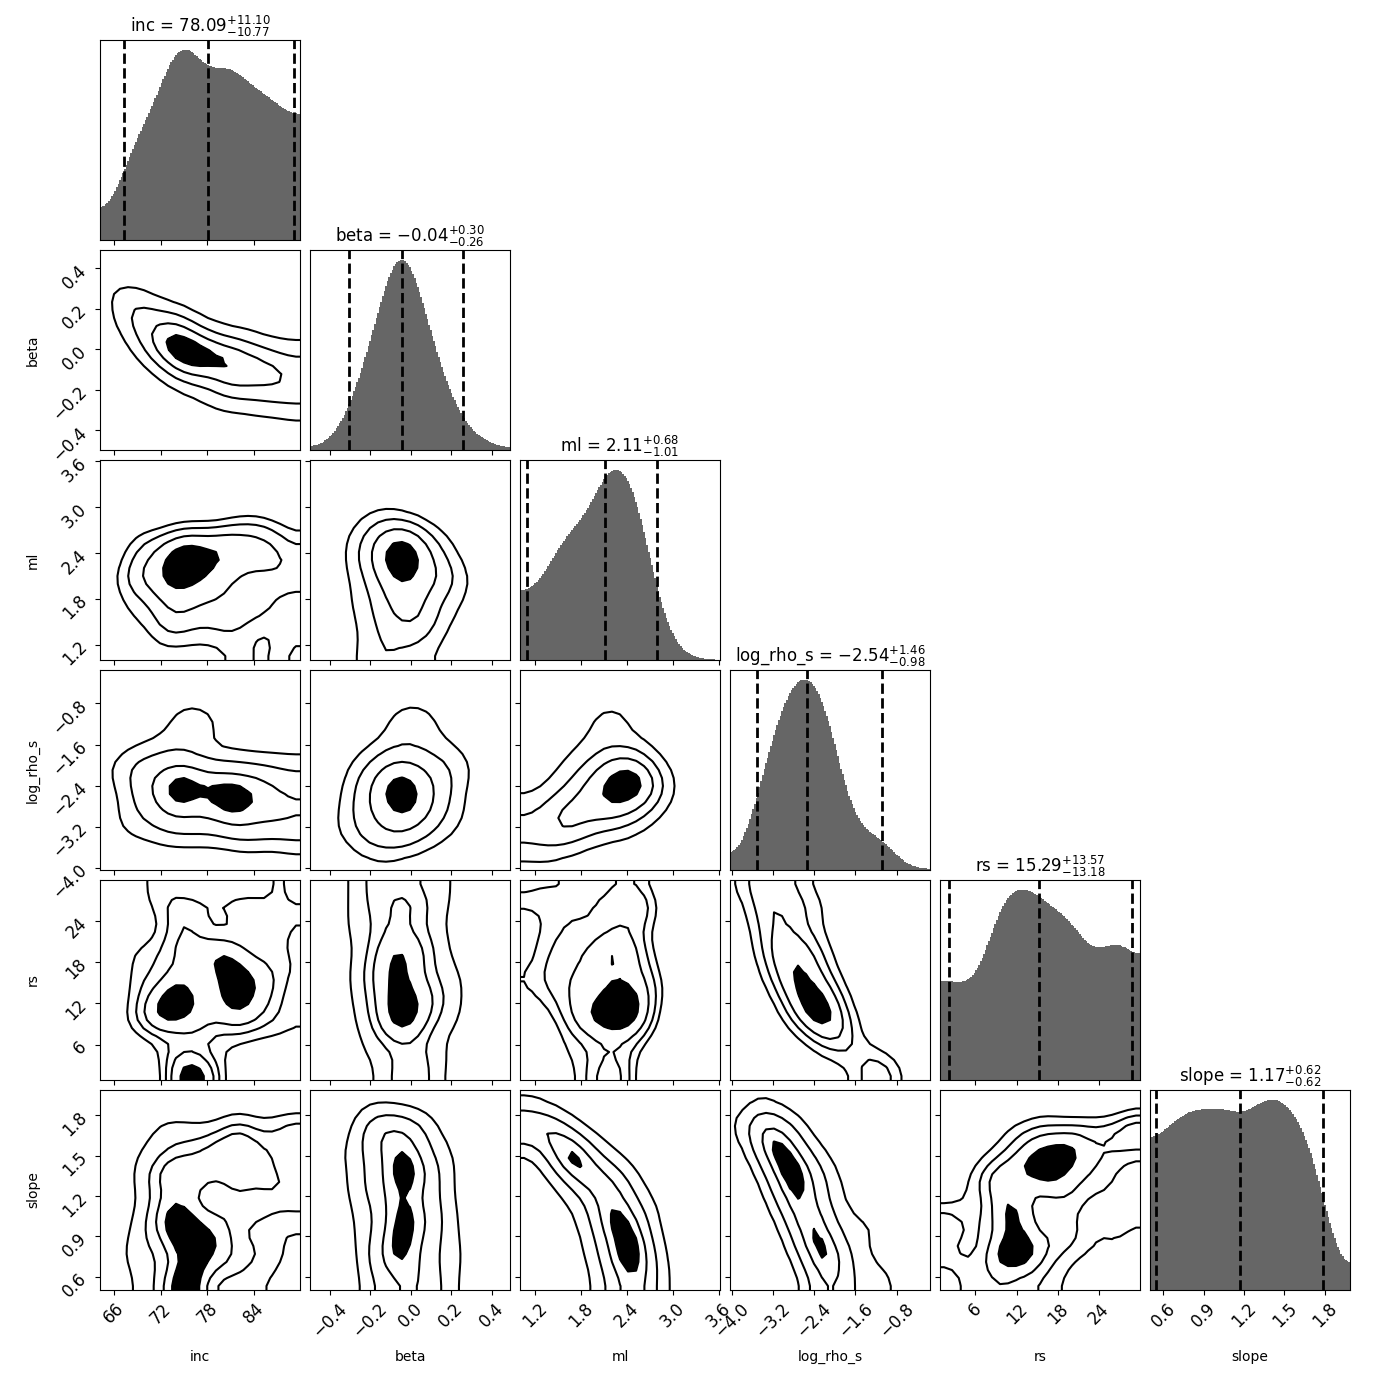 inc = 78.09 +11.10 −10.77
beta = −0.04 +0.30 −0.26
0.4
0.2
0.0
−0.2
−0.4
beta
ml = 2.11 +0.68 −1.01
3.6
3.0
2.4
1.8
1.2
ml
log_rho_s = −2.54 +1.46 −0.98
−0.8
−1.6
−2.4
−3.2
−4.0
log_rho_s
rs = 15.29 +13.57 −13.18
24
18
12
6
rs
slope = 1.17 +0.62 −0.62
1.8
1.5
1.2
0.9
0.6
slope
66 72 78 84
−0.4 −0.2 0.0 0.2 0.4
1.2 1.8 2.4 3.0 3.6
−4.0 −3.2 −2.4 −1.6 −0.8
6 12 18 24
0.6 0.9 1.2 1.5 1.8
inc beta ml log_rho_s rs slope